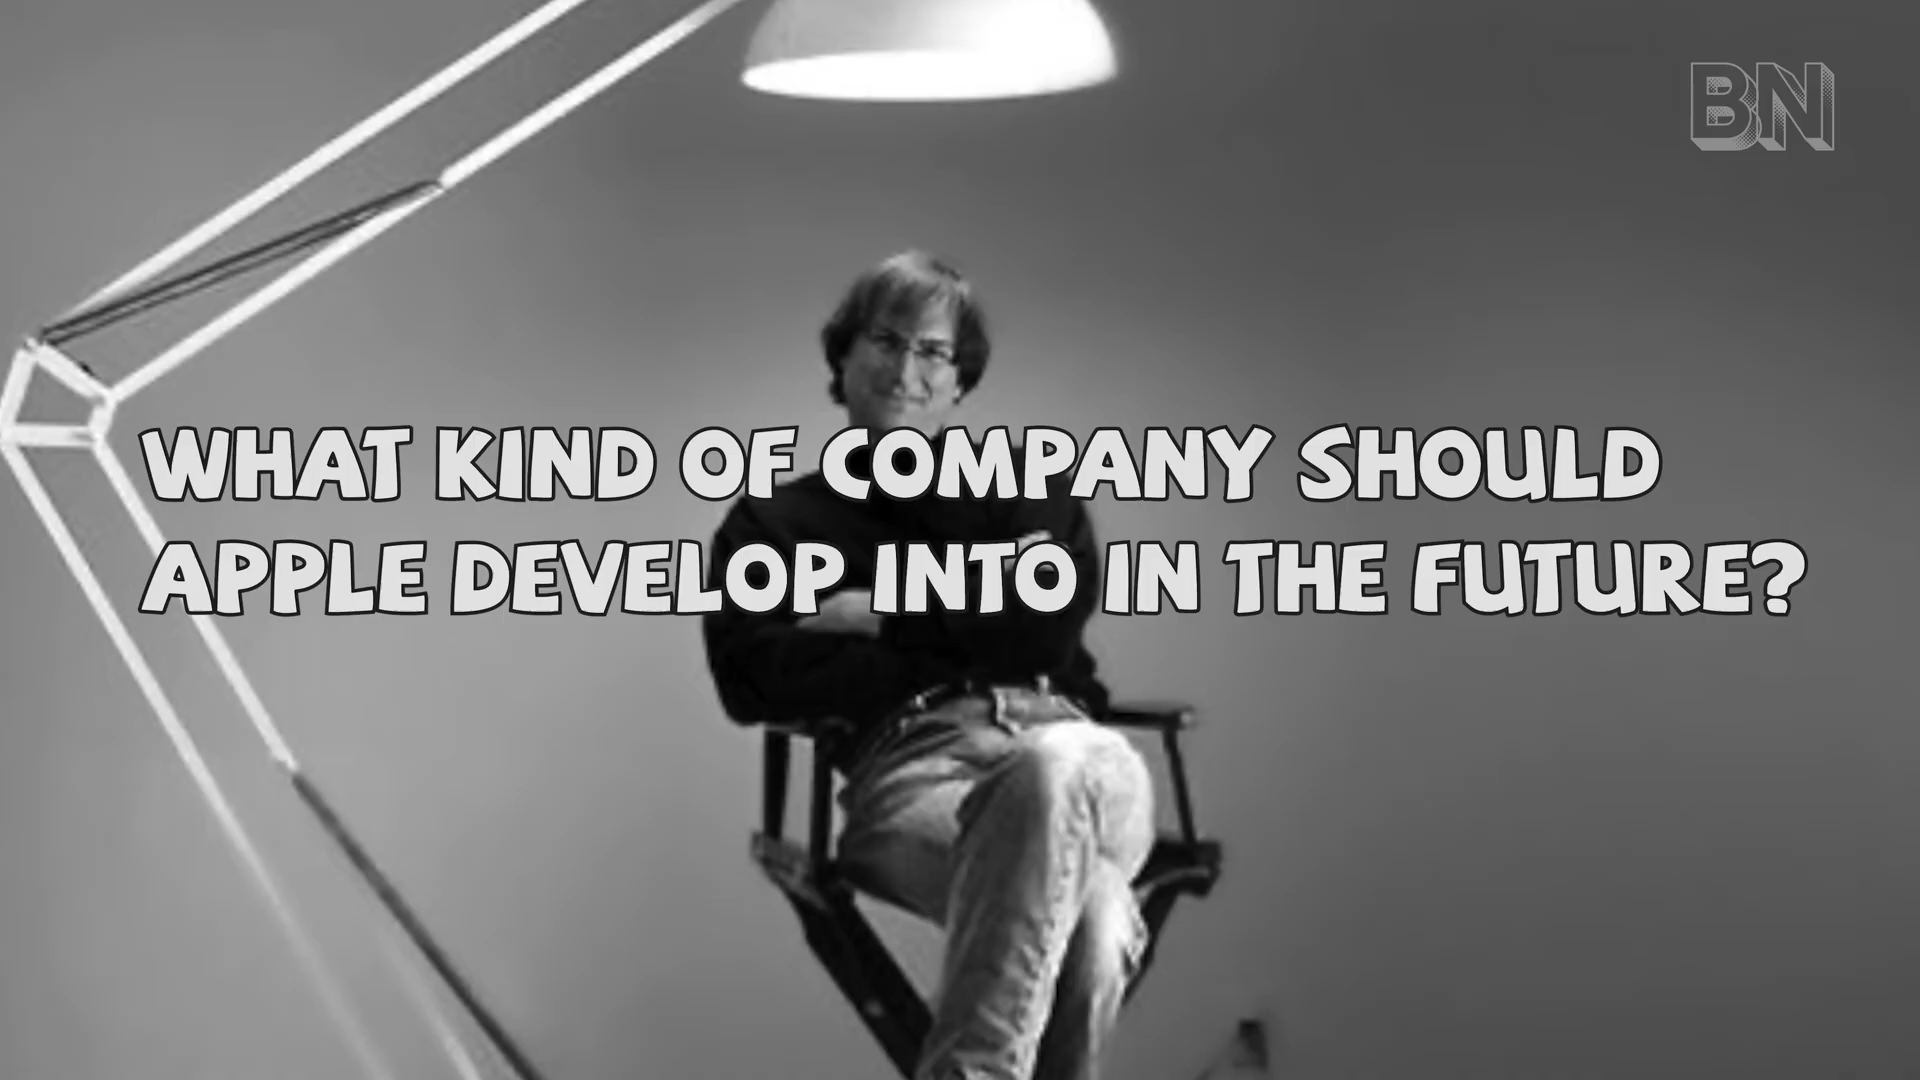 BN
WHAT KIND OF COMPANY SHOULD
APPLE DEVELOP INTO IN THE FUTURE?